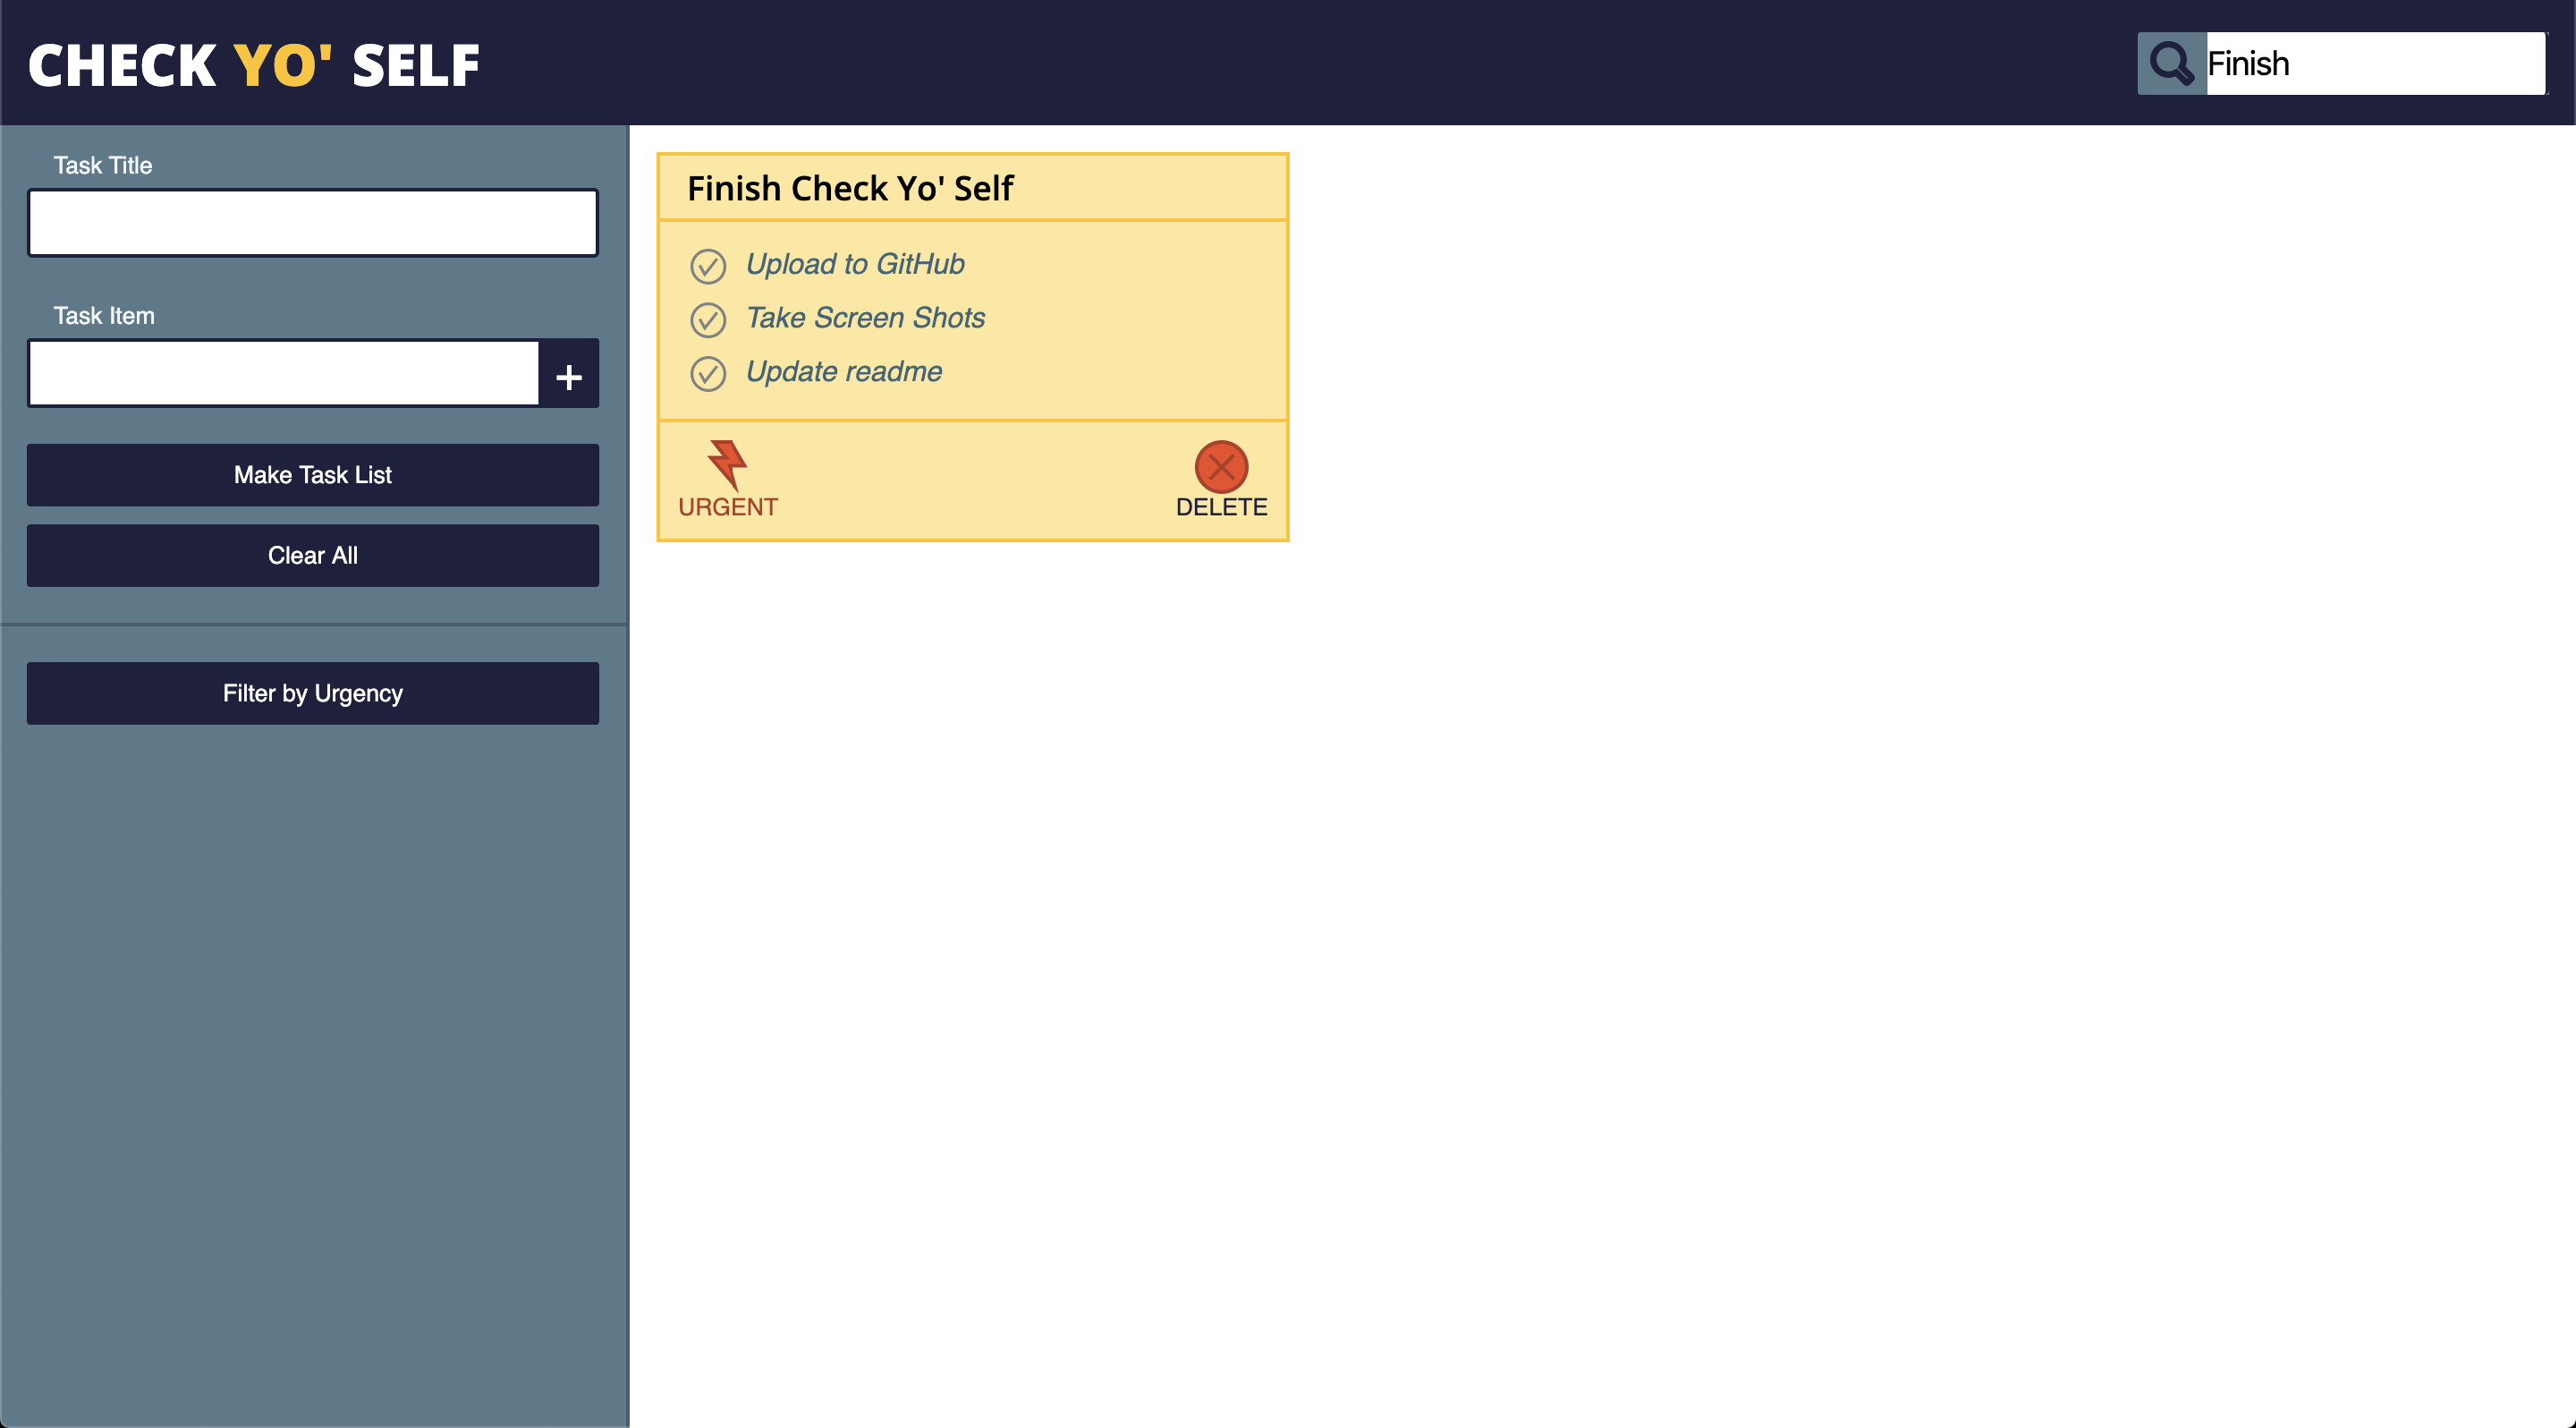 CHECK YO' SELF
Finish
Task Title
Task Item
+
Make Task List
Clear All
Filter by Urgency
Finish Check Yo' Self
Upload to GitHub
Take Screen Shots
Update readme
URGENT
DELETE